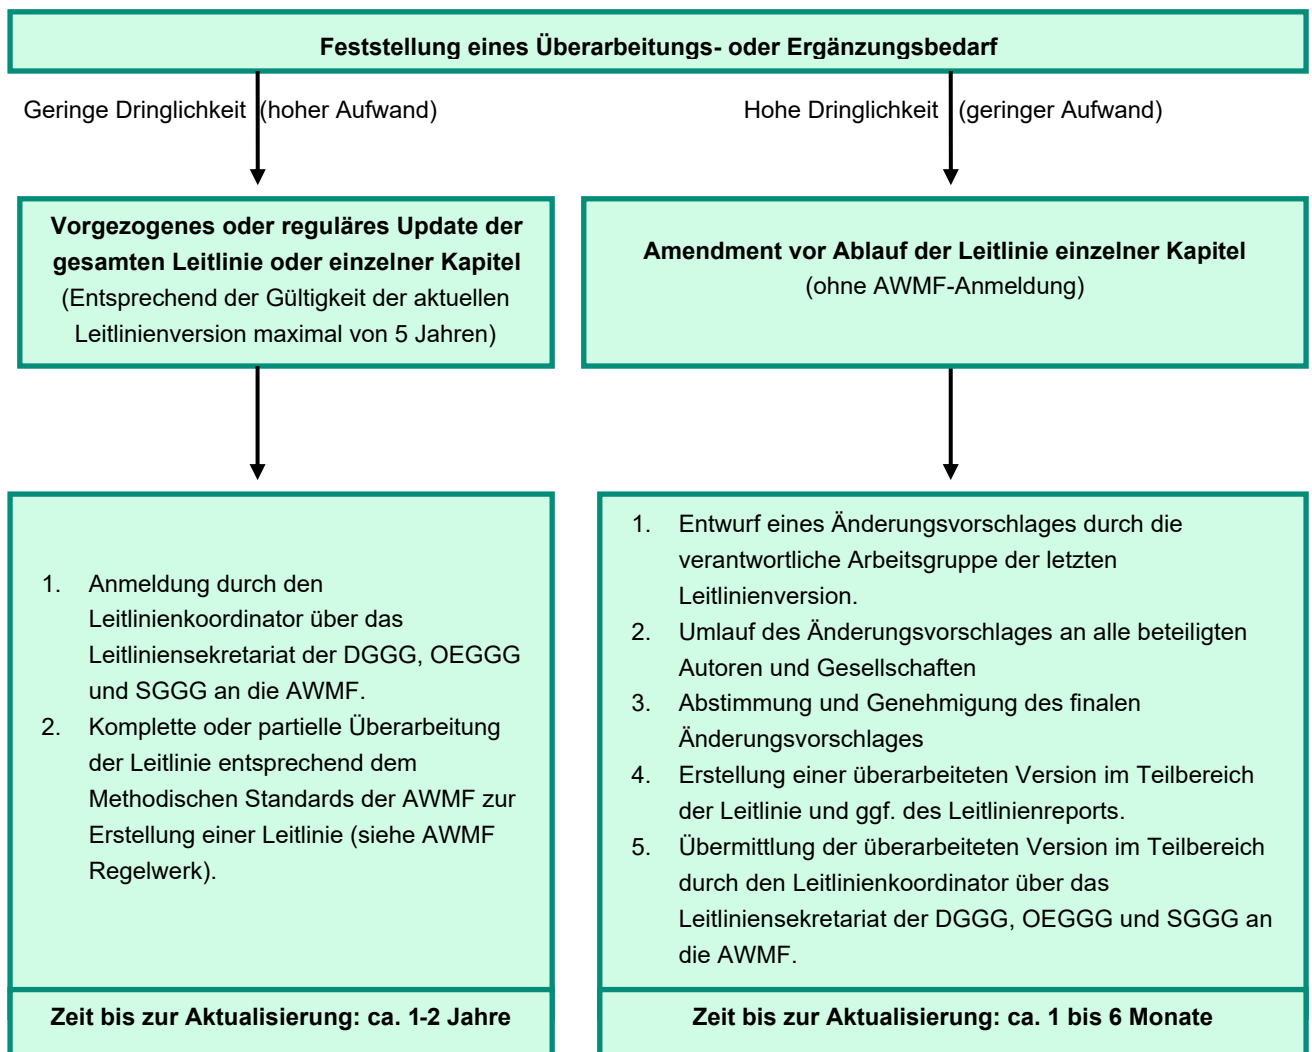 Feststellung eines Überarbeitungs- oder Ergänzungsbedarf
Geringe Dringlichkeit (hoher Aufwand)
Hohe Dringlichkeit (geringer Aufwand)
Vorgezogenes oder reguläres Update der
gesamten Leitlinie oder einzelner Kapitel
(Entsprechend der Gültigkeit der aktuellen
Leitlinienversion maximal von 5 Jahren)
Amendment vor Ablauf der Leitlinie einzelner Kapitel
(ohne AWMF-Anmeldung)
1. Anmeldung durch den
Leitlinienkoordinator über das
Leitliniensekretariat der DGGG, OEGGG
und SGGG an die AWMF.
2. Komplette oder partielle Überarbeitung
der Leitlinie entsprechend dem
Methodischen Standards der AWMF zur
Erstellung einer Leitlinie (siehe AWMF
Regelwerk).
Zeit bis zur Aktualisierung: ca. 1-2 Jahre
1. Entwurf eines Änderungsvorschlages durch die
verantwortliche Arbeitsgruppe der letzten
Leitlinienversion.
2. Umlauf des Änderungsvorschlages an alle beteiligten
Autoren und Gesellschaften
3. Abstimmung und Genehmigung des finalen
Änderungsvorschlages
4. Erstellung einer überarbeiteten Version im Teilbereich
der Leitlinie und ggf. des Leitlinienreports.
5. Übermittlung der überarbeiteten Version im Teilbereich
durch den Leitlinienkoordinator über das
Leitliniensekretariat der DGGG, OEGGG und SGGG an
die AWMF.
Zeit bis zur Aktualisierung: ca. 1 bis 6 Monate